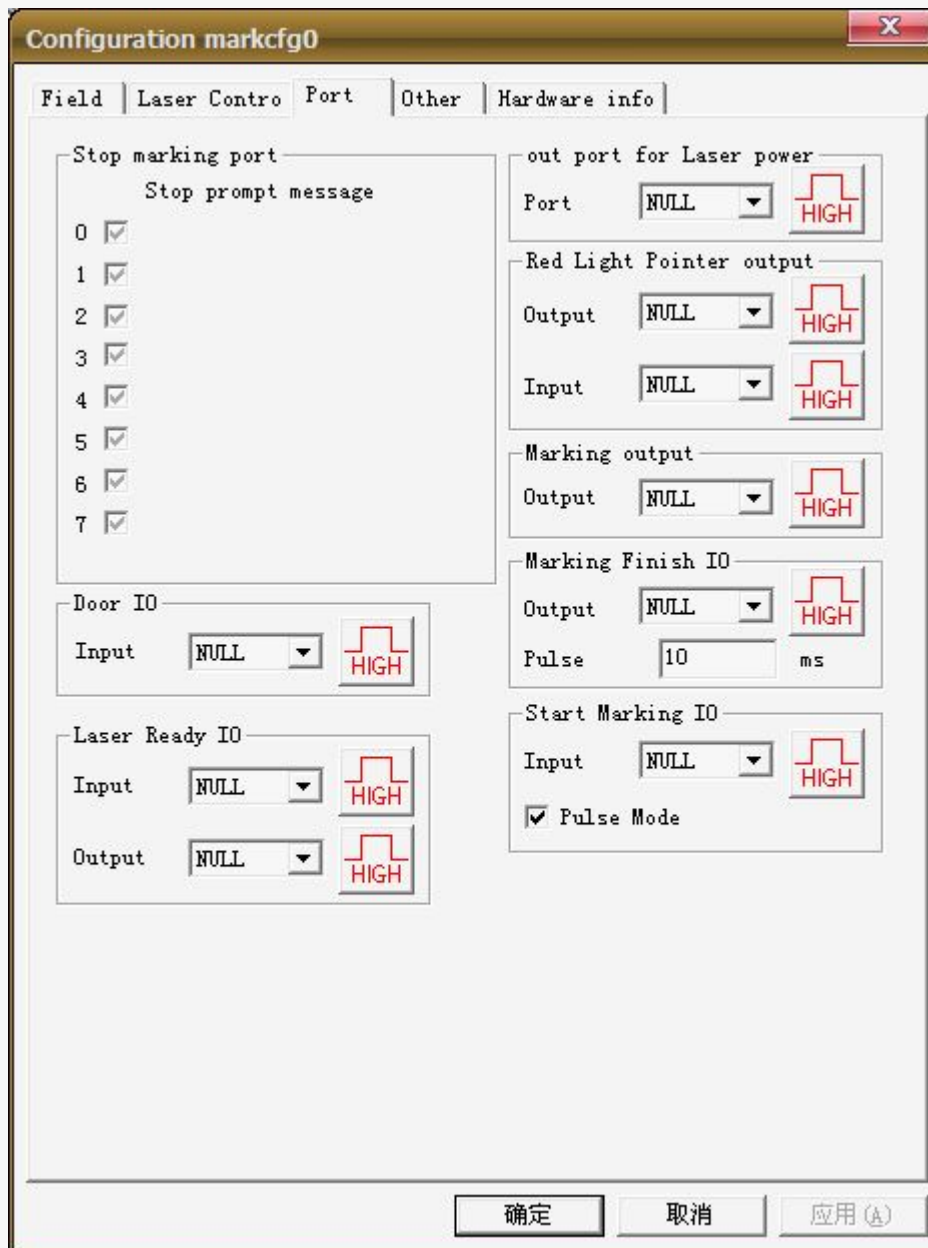 Configuration markcfg0
Field
Laser Contro
Port
Other
Hardware info
Stop marking port
Stop prompt message
0
1
2
3
4
5
6
7
Door IO
Input NULL HIGH
Laser Ready IO
Input NULL HIGH
Output NULL HIGH
out port for Laser power
Port NULL HIGH
Red Light Pointer output
Output NULL HIGH
Input NULL HIGH
Marking output
Output NULL HIGH
Marking Finish IO
Output NULL HIGH
Pulse 10 ms
Start Marking IO
Input NULL HIGH
Pulse Mode
确定
取消
应用(A)